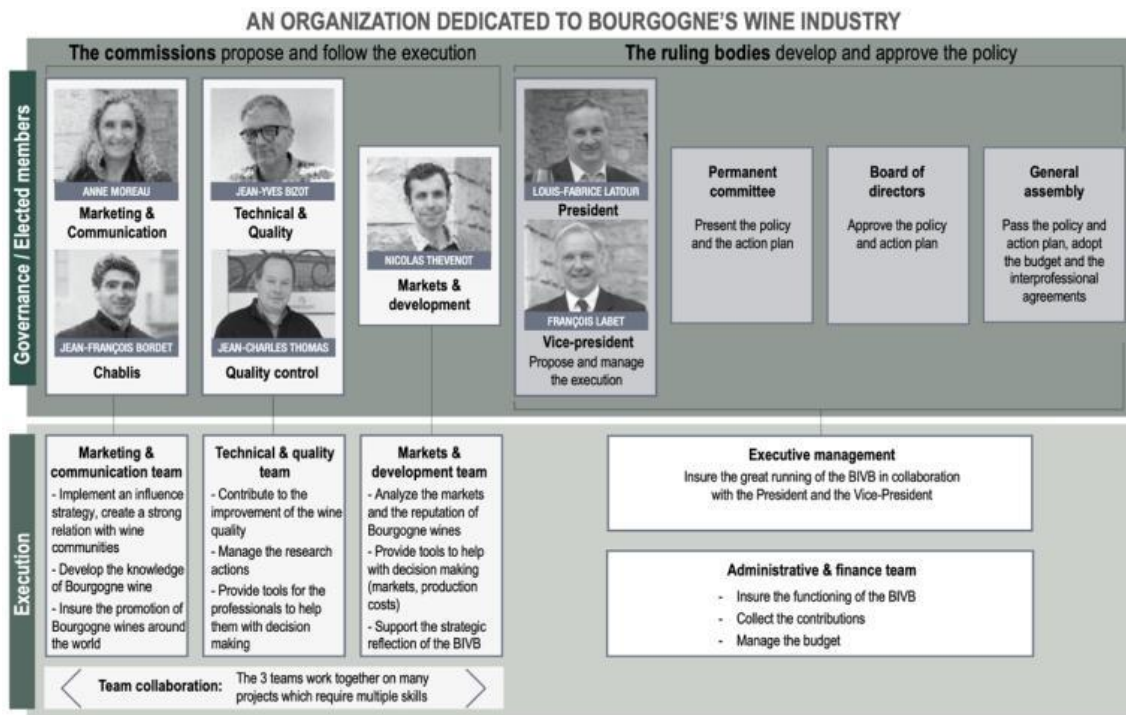 AN ORGANIZATION DEDICATED TO BOURGOGNE'S WINE INDUSTRY
The commissions propose and follow the execution
The ruling bodies develop and approve the policy
Governance / Elected members
ANNE MOREAU
Marketing &
Communication
JEAN-FRANÇOIS BORDET
Chablis
JEAN-YVES BIZOT
Technical &
Quality
JEAN-CHARLES THOMAS
Quality control
NICOLAS THEVENOT
Markets &
development
LOUIS-FABRICE LATOUR
President
FRANÇOIS LABET
Vice-president
Propose and manage
the execution
Permanent
committee
Present the policy
and the action plan
Board of
directors
Approve the policy
and action plan
General
assembly
Pass the policy and
action plan, adopt
the budget and the
interprofessional
agreements
Execution
Marketing &
communication team
- Implement an influence
strategy, create a strong
relation with wine
communities
- Develop the knowledge
of Bourgogne wine
- Insure the promotion of
Bourgogne wines around
the world
Technical & quality
team
- Contribute to the
improvement of the wine
quality
- Manage the research
actions
- Provide tools for the
professionals to help
them with decision
making
Markets &
development team
- Analyze the markets
and the reputation of
Bourgogne wines
- Provide tools to help
with decision making
(markets, production
costs)
- Support the strategic
reflection of the BIVB
Executive management
Insure the great running of the BIVB in collaboration
with the President and the Vice-President
Administrative & finance team
- Insure the functioning of the BIVB
- Collect the contributions
- Manage the budget
Team collaboration: The 3 teams work together on many
projects which require multiple skills